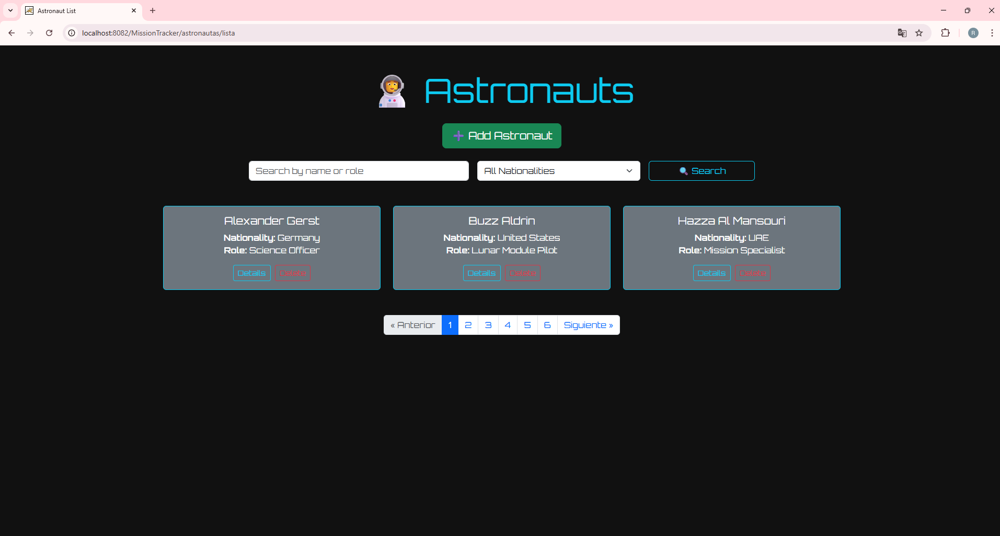 Astronaut List
localhost:8082/MissionTracker/astronautas/lista
R
Astronauts
Add Astronaut
Search by name or role
All Nationalities
Search
Alexander Gerst
Nationality: Germany
Role: Science Officer
Details Delete
Buzz Aldrin
Nationality: United States
Role: Lunar Module Pilot
Details Delete
Hazza Al Mansouri
Nationality: UAE
Role: Mission Specialist
Details Delete
« Anterior 1 2 3 4 5 6 Siguiente »